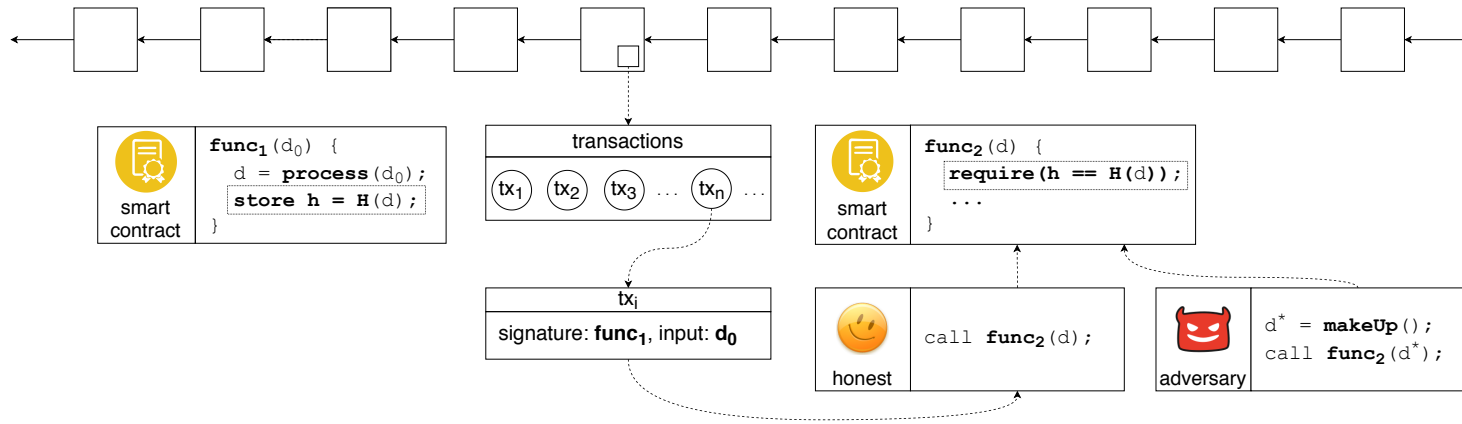 smart
contract
func₁(d₀) {
d = process(d₀);
store h = H(d);
}
transactions
tx₁ tx₂ tx₃ ... txₙ ...
smart
contract
func₂(d) {
require(h == H(d));
...
}
txᵢ
signature: func₁, input: d₀
honest
call func₂(d);
adversary
d* = makeUp();
call func₂(d*);